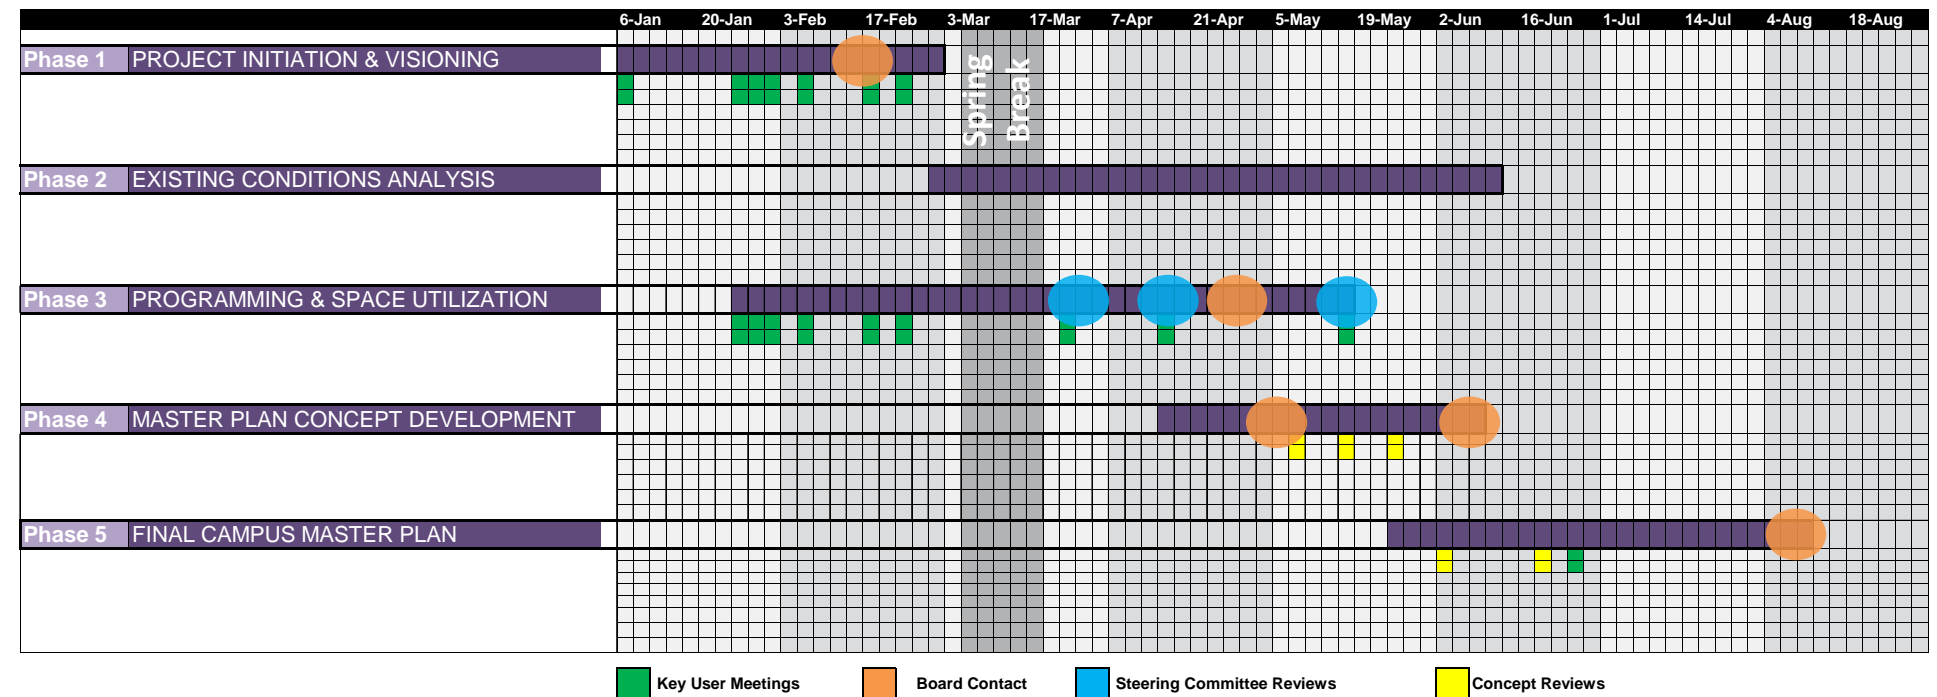 6-Jan 20-Jan 3-Feb 17-Feb 3-Mar 17-Mar 7-Apr 21-Apr 5-May 19-May 2-Jun 16-Jun 1-Jul 14-Jul 4-Aug 18-Aug
Phase 1 PROJECT INITIATION & VISIONING
Spring
Break
Phase 2 EXISTING CONDITIONS ANALYSIS
Phase 3 PROGRAMMING & SPACE UTILIZATION
Phase 4 MASTER PLAN CONCEPT DEVELOPMENT
Phase 5 FINAL CAMPUS MASTER PLAN
Key User Meetings Board Contact Steering Committee Reviews Concept Reviews